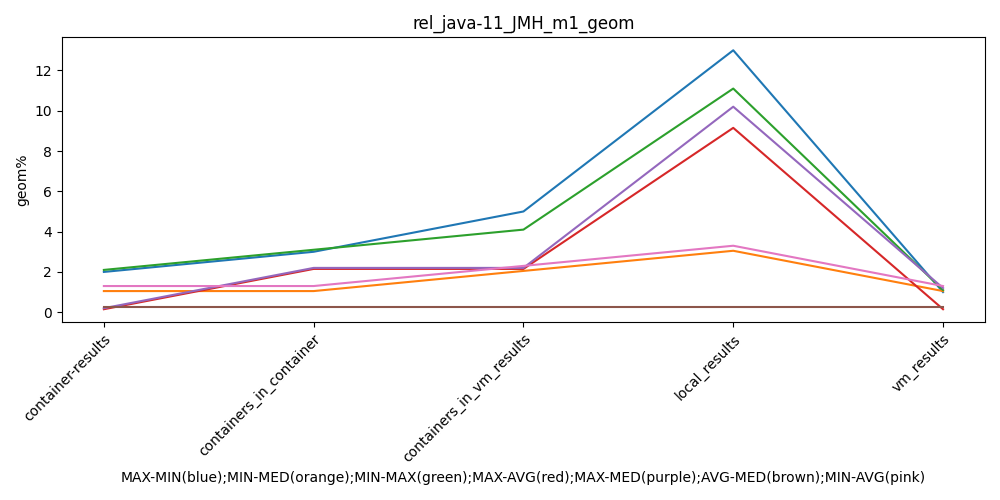 rel_java-11_JMH_m1_geom
geom%
12
10
8
6
4
2
0
container-results
containers_in_container
containers_in_vm_results
local_results
vm_results
MAX-MIN(blue);MIN-MED(orange);MIN-MAX(green);MAX-AVG(red);MAX-MED(purple);AVG-MED(brown);MIN-AVG(pink)